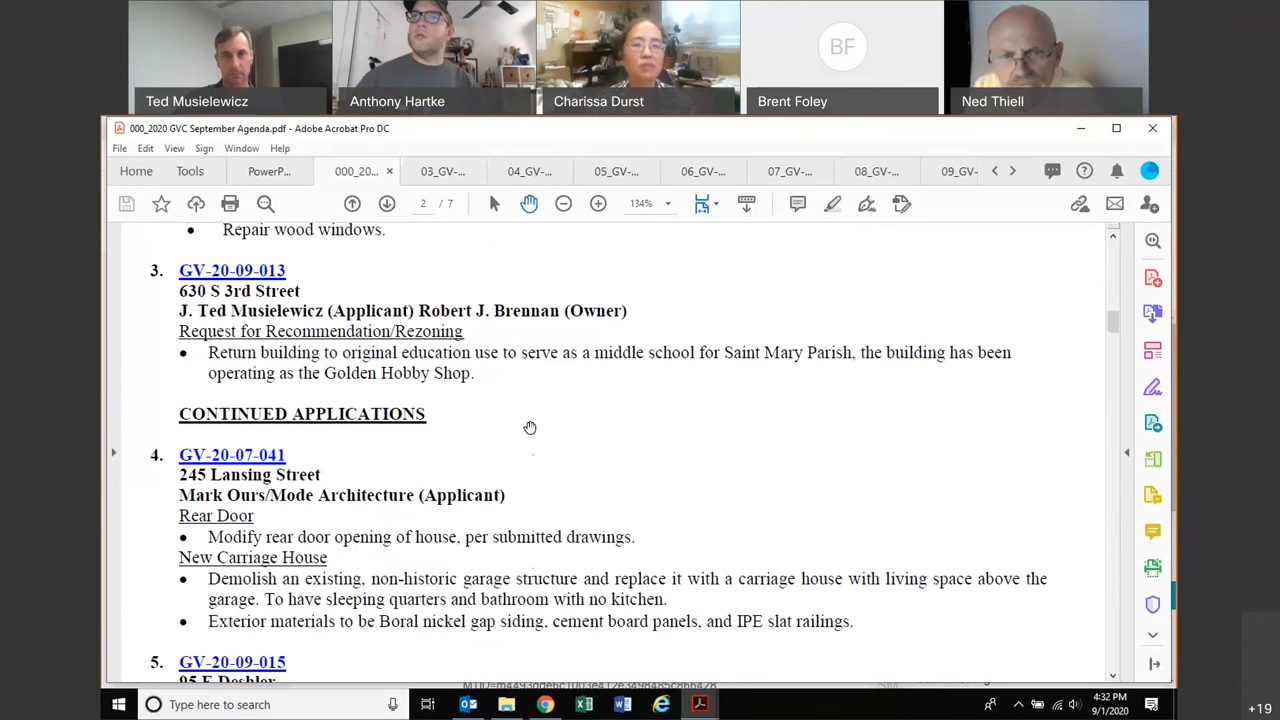 BF
Ted Musielewicz
Anthony Hartke
Charissa Durst
Brent Foley
Ned Thiell
000_2020 GVC September Agenda.pdf - Adobe Acrobat Pro DC
File Edit View Sign Window Help
Home Tools PowerP... 000_20... × 03_GV-... 04_GV-... 05_GV-... 06_GV-... 07_GV-... 08_GV-... 09_GV-
2 / 7 134%
• Repair wood windows.
3. GV-20-09-013
630 S 3rd Street
J. Ted Musielewicz (Applicant) Robert J. Brennan (Owner)
Request for Recommendation/Rezoning
• Return building to original education use to serve as a middle school for Saint Mary Parish, the building has been
operating as the Golden Hobby Shop.
CONTINUED APPLICATIONS
4. GV-20-07-041
245 Lansing Street
Mark Ours/Mode Architecture (Applicant)
Rear Door
• Modify rear door opening of house, per submitted drawings.
New Carriage House
• Demolish an existing, non-historic garage structure and replace it with a carriage house with living space above the
garage. To have sleeping quarters and bathroom with no kitchen.
• Exterior materials to be Boral nickel gap siding, cement board panels, and IPE slat railings.
5. GV-20-09-015
95 E Deshler
Type here to search
4:32 PM
9/1/2020
+19